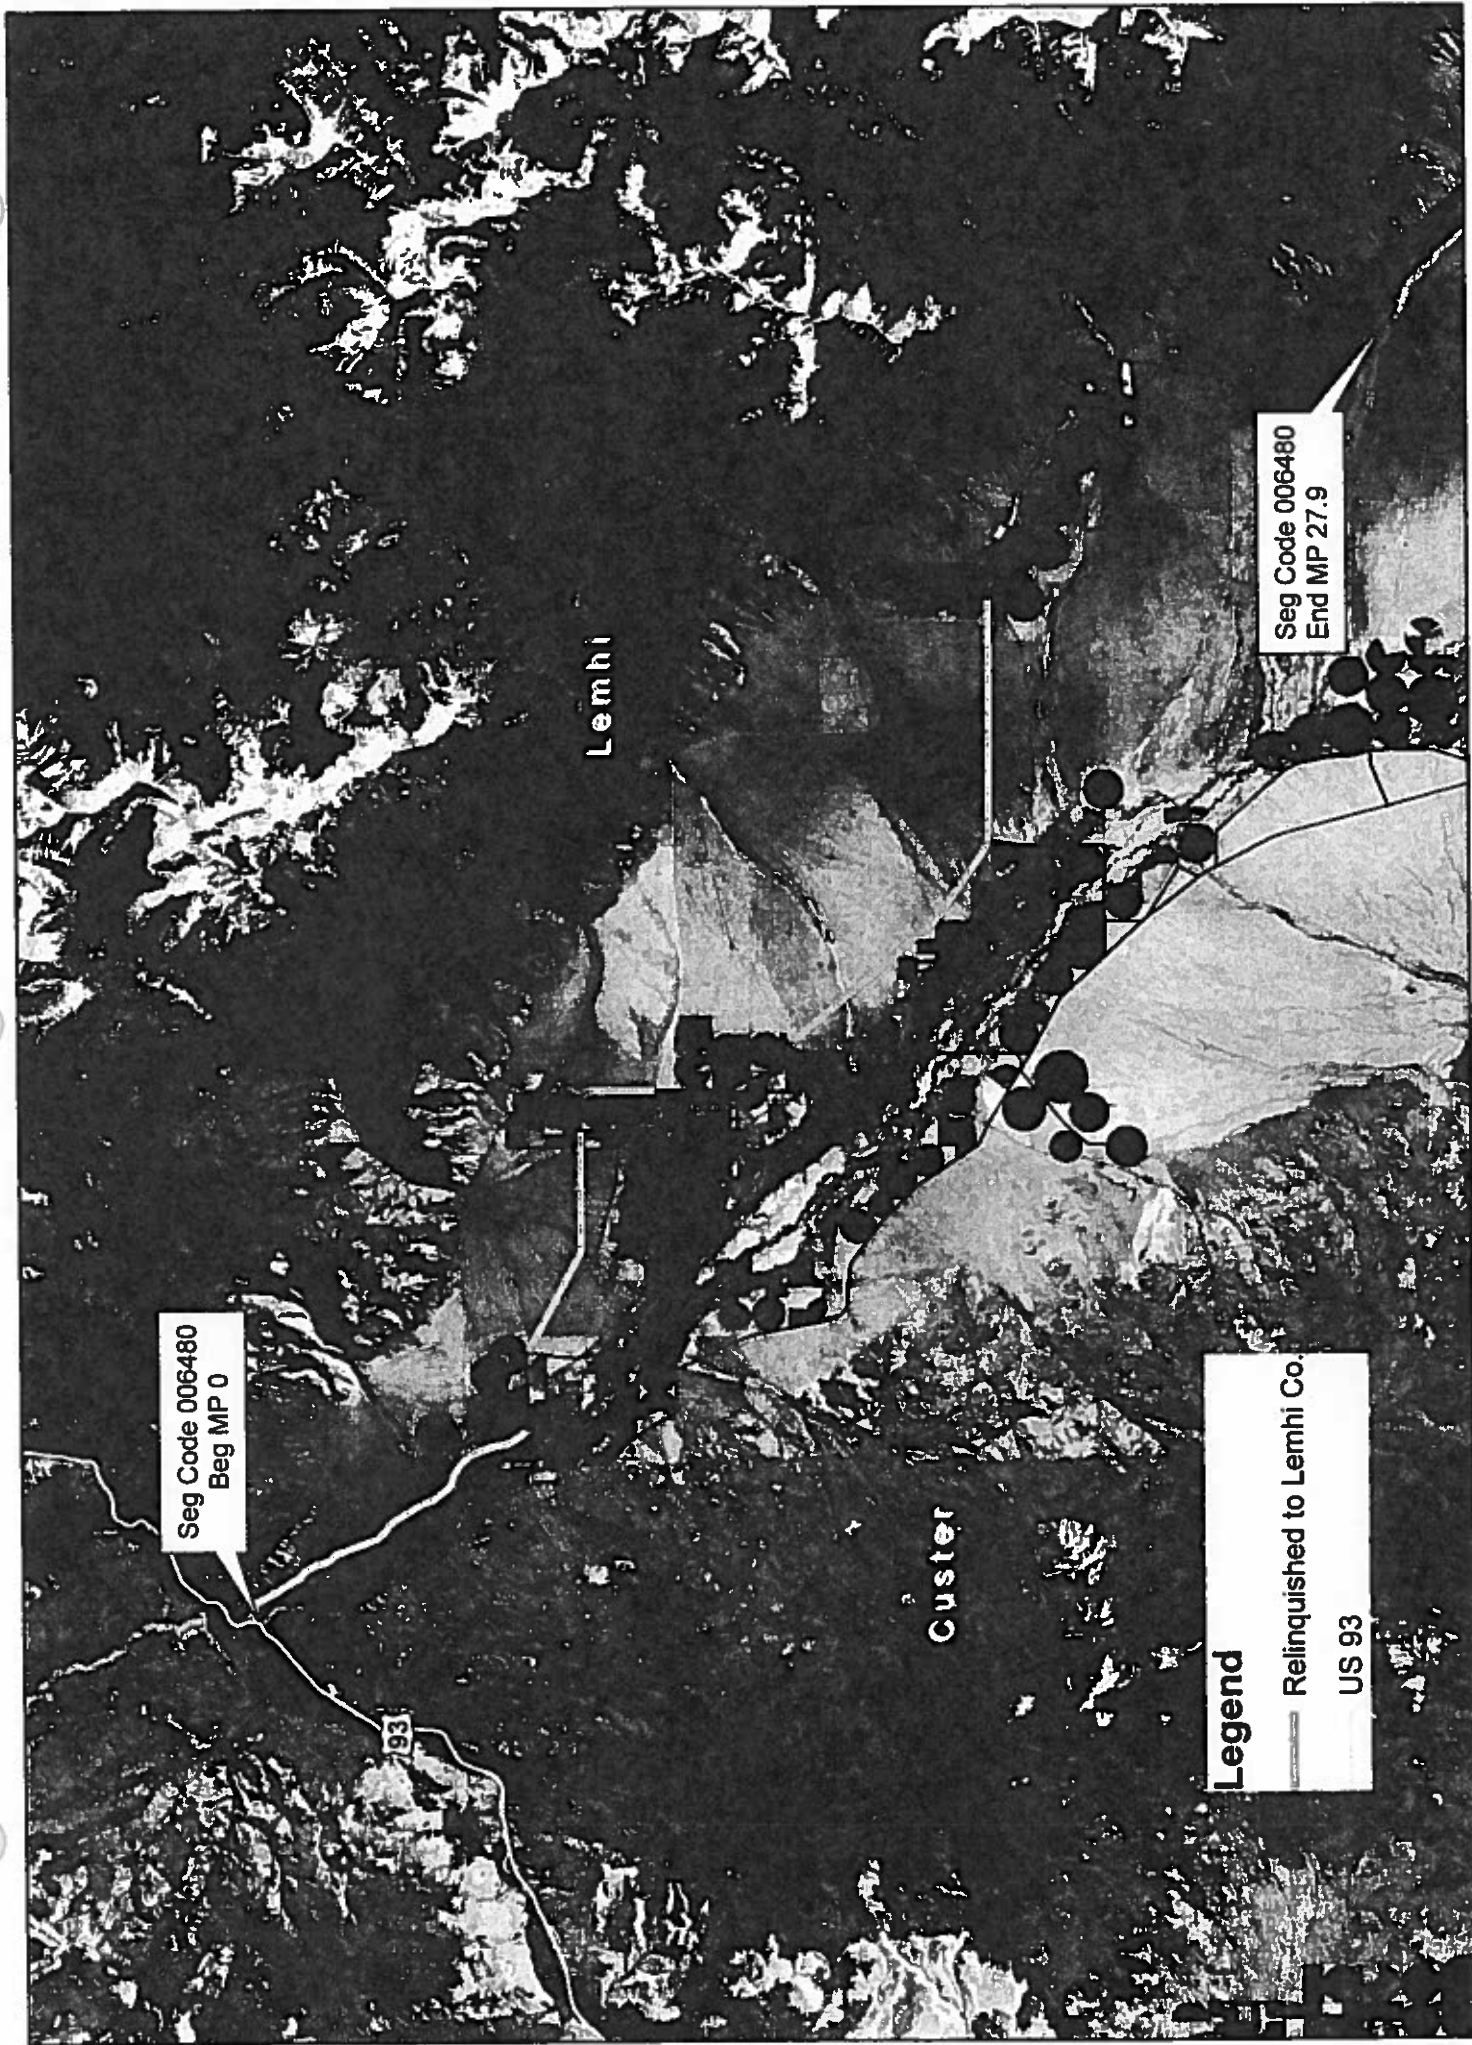 Seg Code 006480
Beg MP 0
93
Lemhi
Custer
Seg Code 006480
End MP 27.9
Legend
Relinquished to Lemhi Co.
US 93